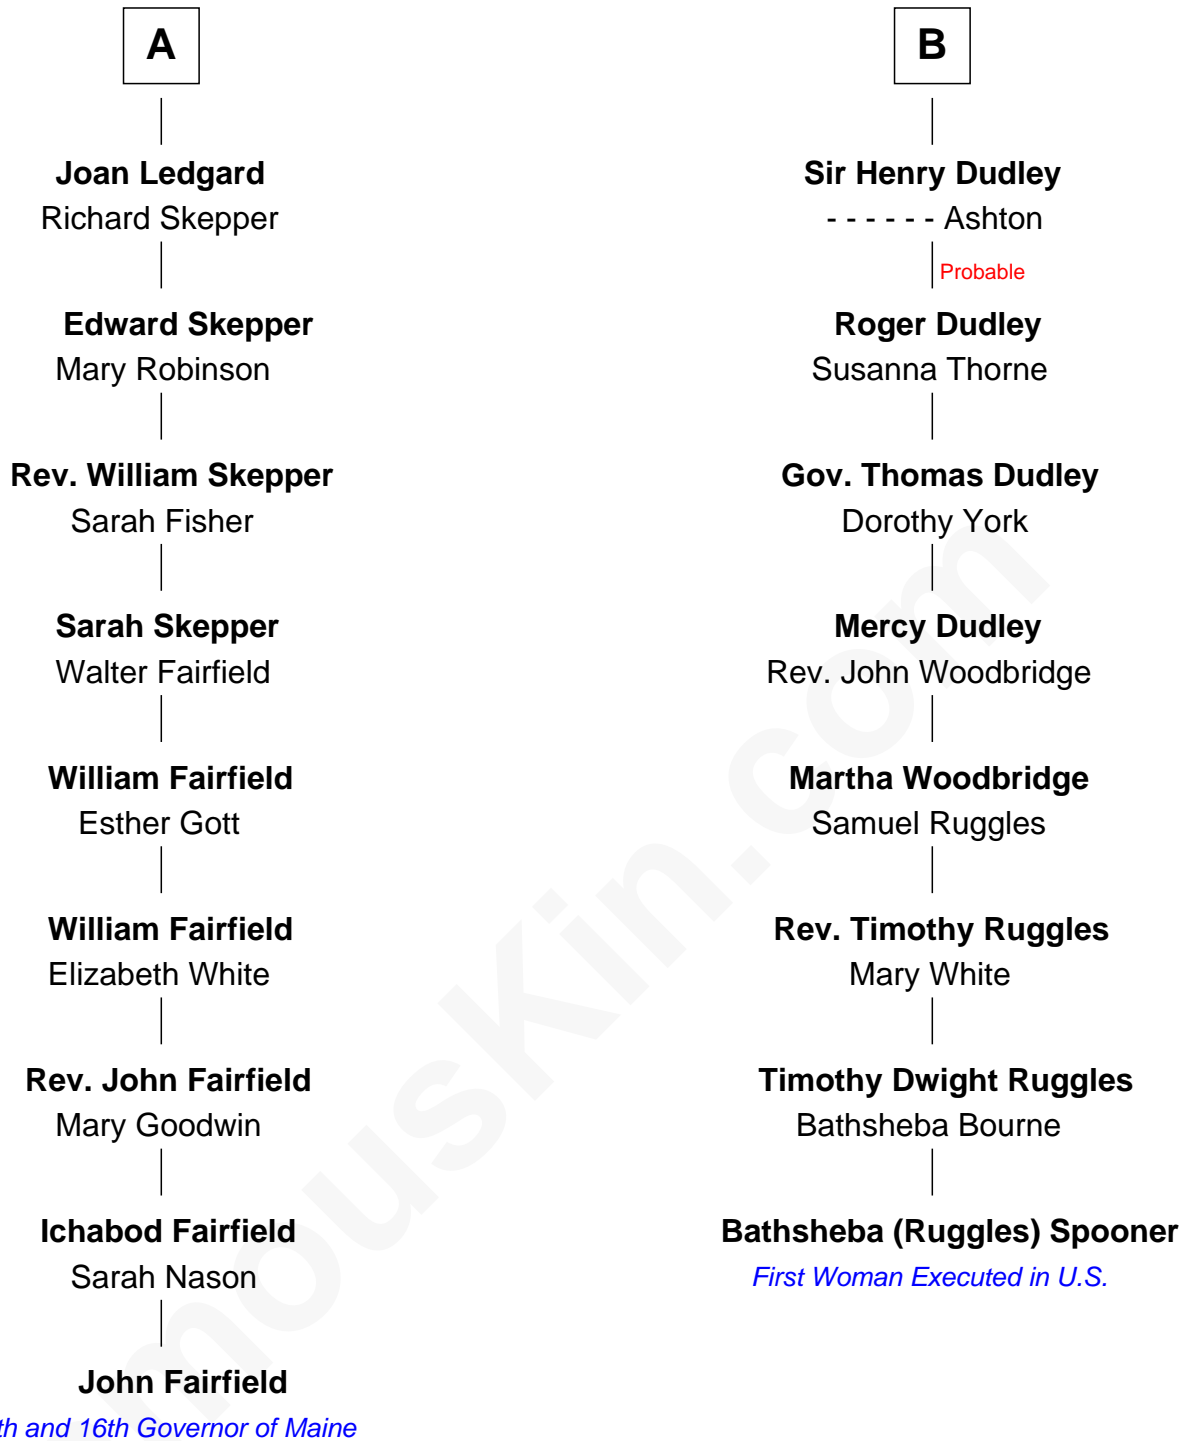 A
Joan Ledgard
Richard Skepper
Edward Skepper
Mary Robinson
Rev. William Skepper
Sarah Fisher
Sarah Skepper
Walter Fairfield
William Fairfield
Esther Gott
William Fairfield
Elizabeth White
Rev. John Fairfield
Mary Goodwin
Ichabod Fairfield
Sarah Nason
John Fairfield
th and 16th Governor of Maine
B
Sir Henry Dudley
- - - - - - Ashton
Probable
Roger Dudley
Susanna Thorne
Gov. Thomas Dudley
Dorothy York
Mercy Dudley
Rev. John Woodbridge
Martha Woodbridge
Samuel Ruggles
Rev. Timothy Ruggles
Mary White
Timothy Dwight Ruggles
Bathsheba Bourne
Bathsheba (Ruggles) Spooner
First Woman Executed in U.S.
mousKin.com